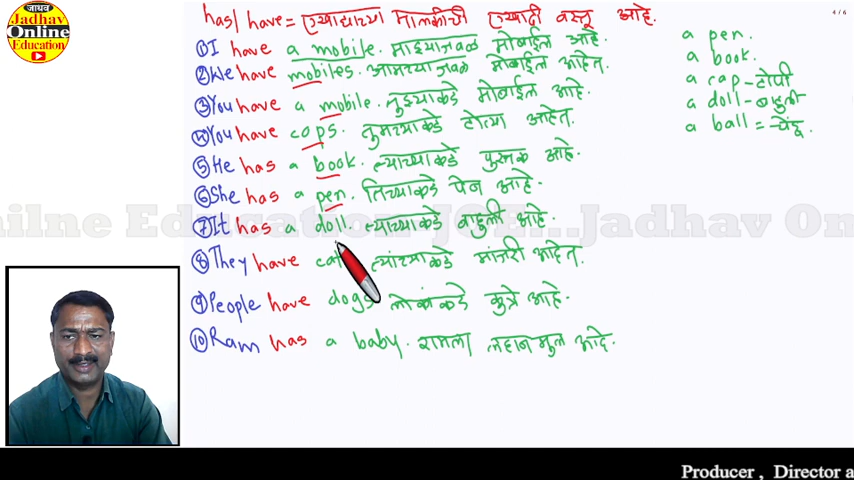 जाधव
Jadhav
Online
Education
4 / 6
has/ have = ज्याच्या मालकीची एखादी वस्तू आहे.
① I have a mobile. माझ्याजवळ मोबाईल आहे.
② We have mobiles. आमच्याजवळ मोबाईल आहेत.
③ You have a mobile. तुझ्याकडे मोबाईल आहे.
④ You have caps. तुमच्याकडे टोप्या आहेत.
⑤ He has a book. त्याच्याकडे पुस्तक आहे.
⑥ She has a pen. तिच्याकडे पेन आहे.
⑦ It has a doll. त्याच्याकडे बाहुली आहे.
⑧ They have त्यांच्याकडे मांजरी आहेत.
⑨ People have dogs लोकांकडे कुत्रे आहे.
⑩ Ram has a baby. रामला लहान मुल आहे.
a pen.
a book.
a cap - टोपी
a doll - बाहुली
a ball = चेंडू.
Education Jadhav On
Producer , Director a